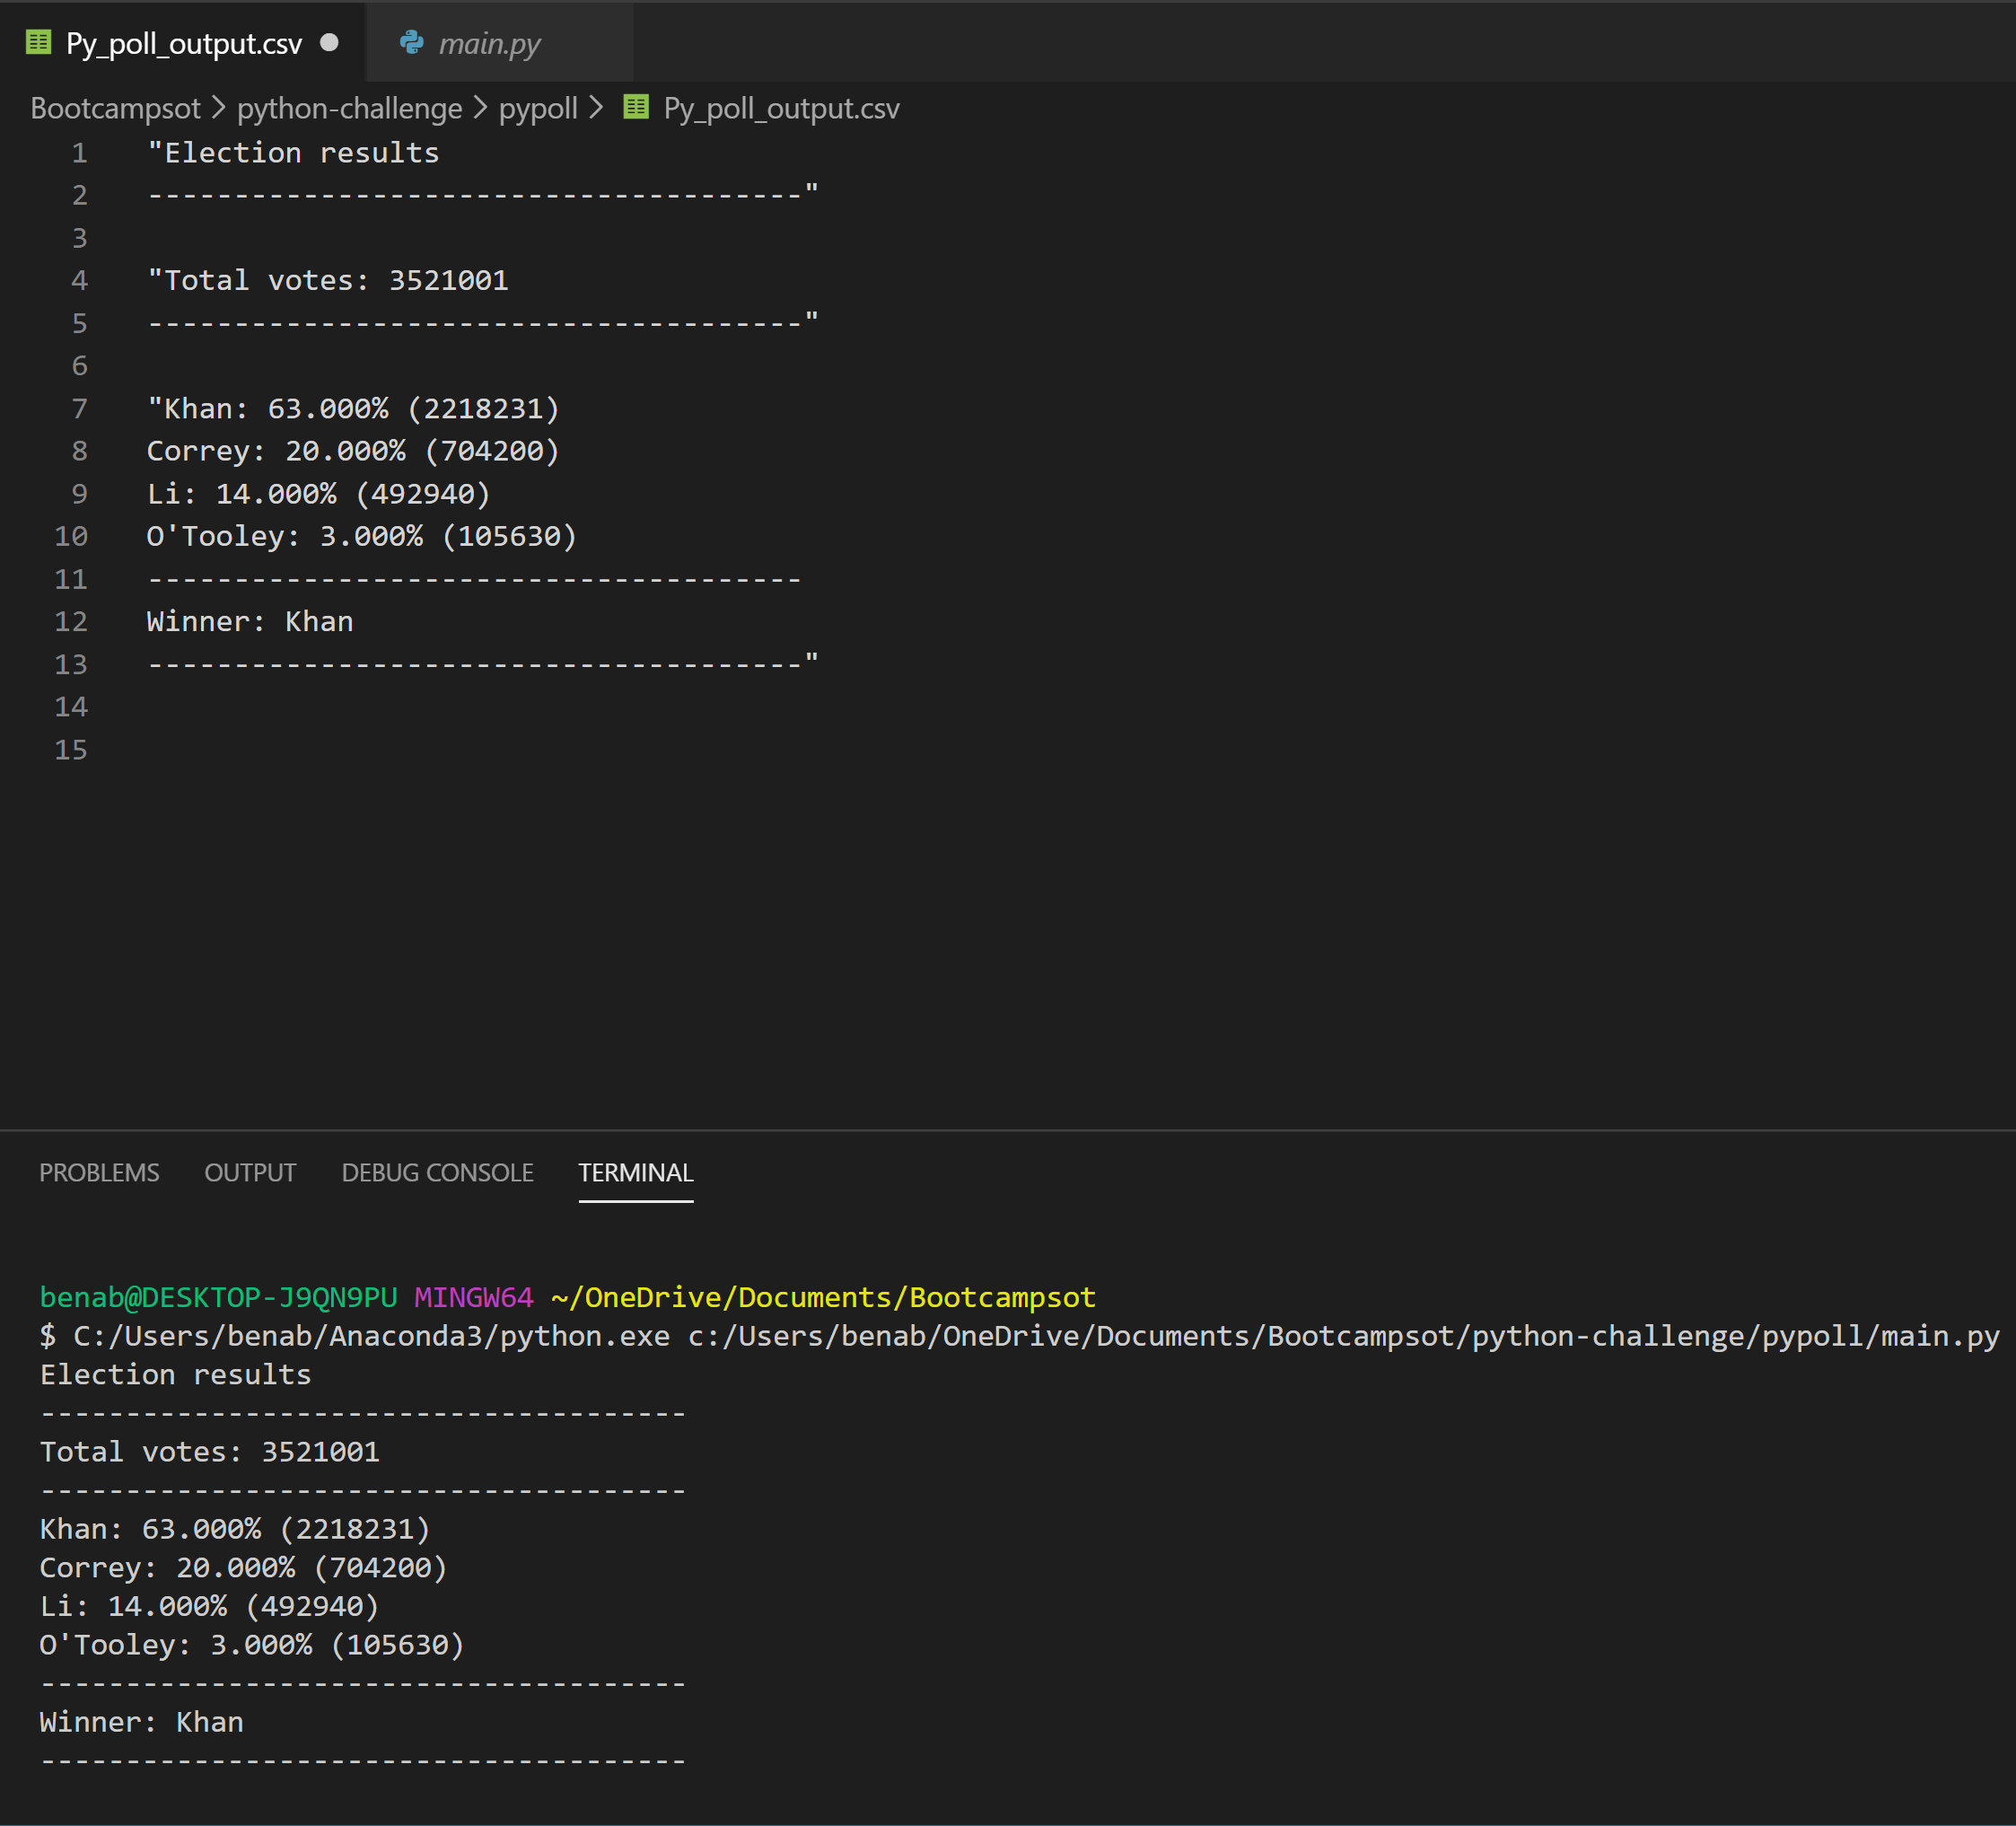 Py_poll_output.csv main.py
Bootcampsot > python-challenge > pypoll > Py_poll_output.csv
1 "Election results
2 --------------------------------------"
3
4 "Total votes: 3521001
5 --------------------------------------"
6
7 "Khan: 63.000% (2218231)
8 Correy: 20.000% (704200)
9 Li: 14.000% (492940)
10 O'Tooley: 3.000% (105630)
11 --------------------------------------
12 Winner: Khan
13 --------------------------------------"
14
15
PROBLEMS OUTPUT DEBUG CONSOLE TERMINAL
benab@DESKTOP-J9QN9PU MINGW64 ~/OneDrive/Documents/Bootcampsot
$ C:/Users/benab/Anaconda3/python.exe c:/Users/benab/OneDrive/Documents/Bootcampsot/python-challenge/pypoll/main.py
Election results
--------------------------------------
Total votes: 3521001
--------------------------------------
Khan: 63.000% (2218231)
Correy: 20.000% (704200)
Li: 14.000% (492940)
O'Tooley: 3.000% (105630)
--------------------------------------
Winner: Khan
--------------------------------------